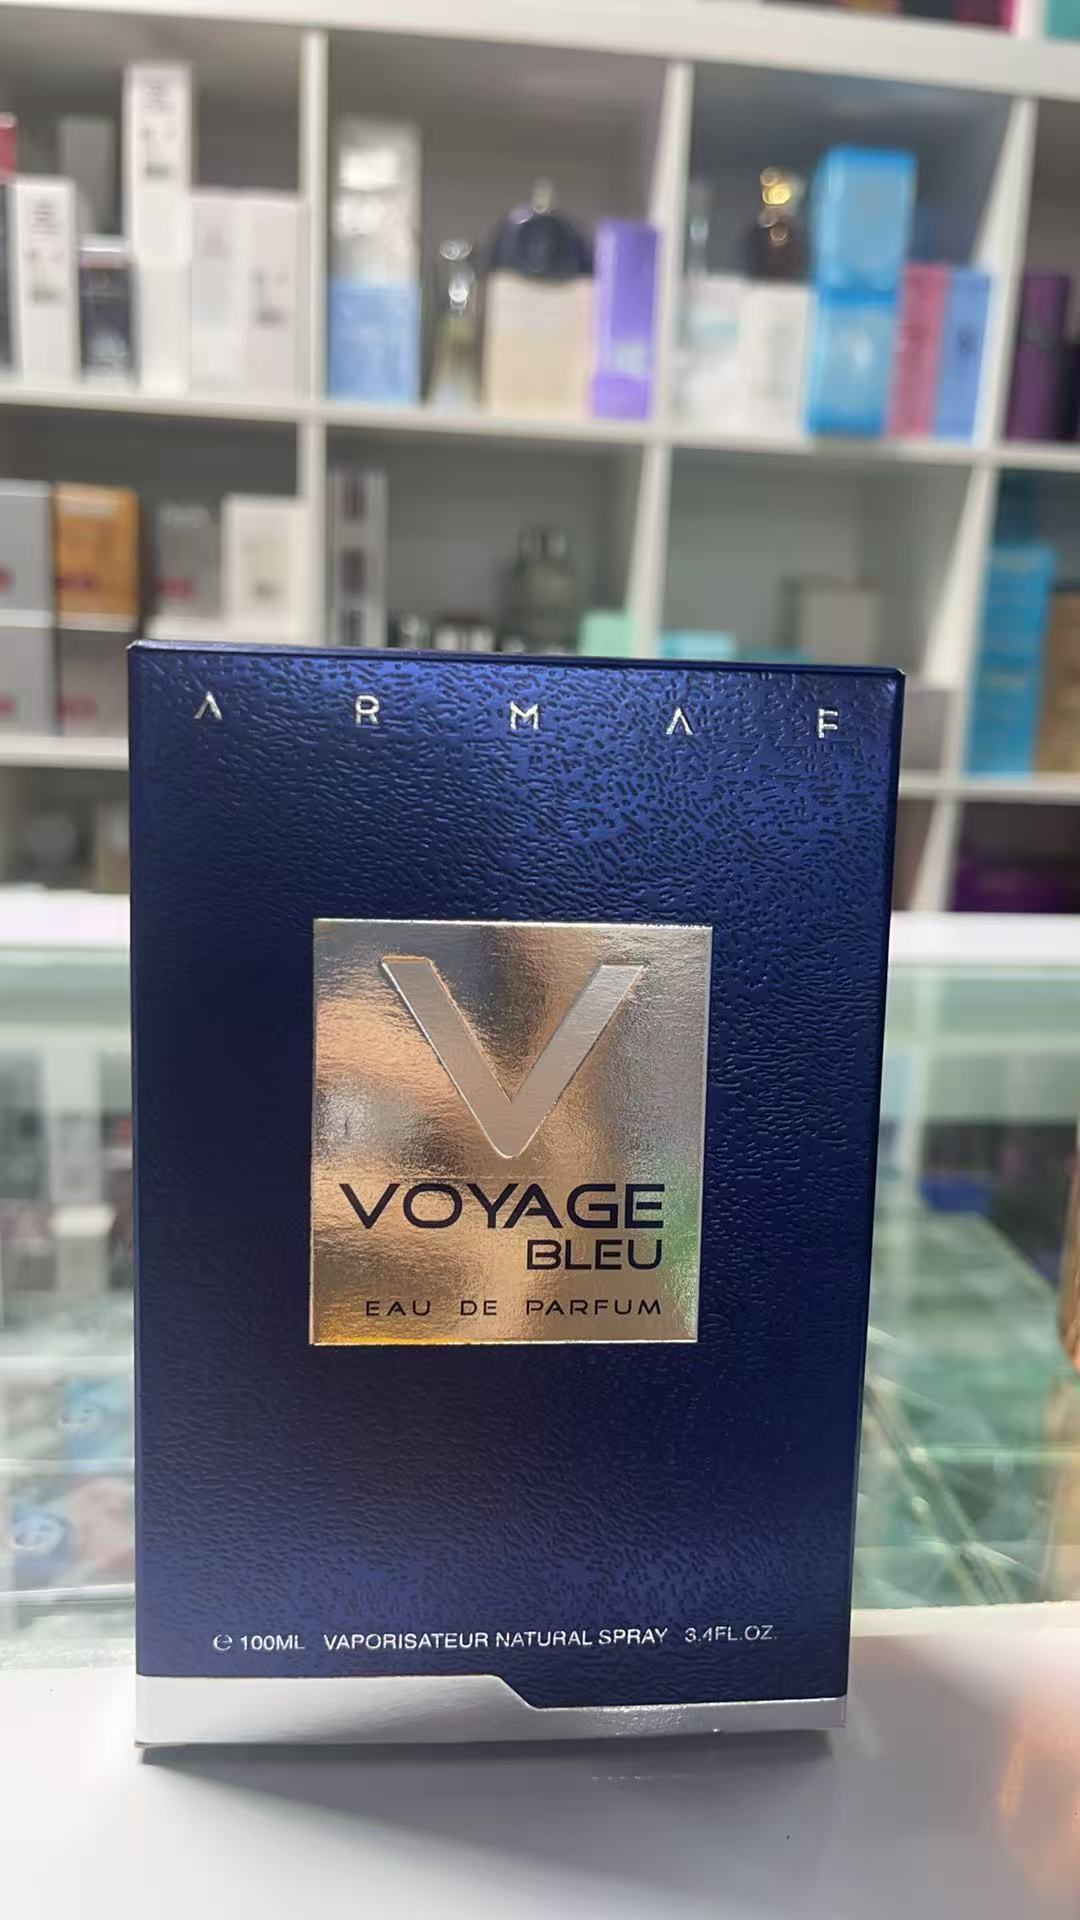 ARMAF
V
VOYAGE
BLEU
EAU DE PARFUM
℮ 100ML VAPORISATEUR NATURAL SPRAY 3.4FL.OZ.